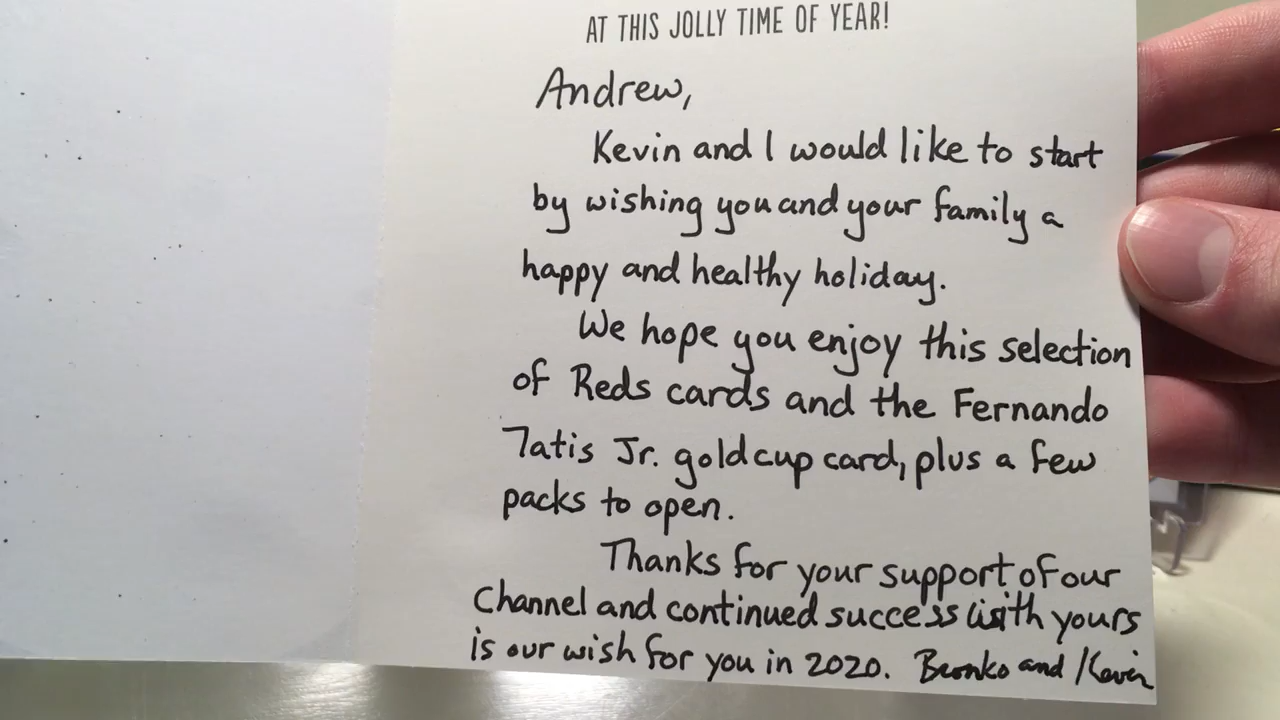 AT THIS JOLLY TIME OF YEAR!
Andrew,
Kevin and I would like to start
by wishing you and your family a
happy and healthy holiday.
We hope you enjoy this selection
of Reds cards and the Fernando
Tatis Jr. gold cup card, plus a few
packs to open.
Thanks for your support of our
Channel and continued success with yours
is our wish for you in 2020. Bronko and Kevin